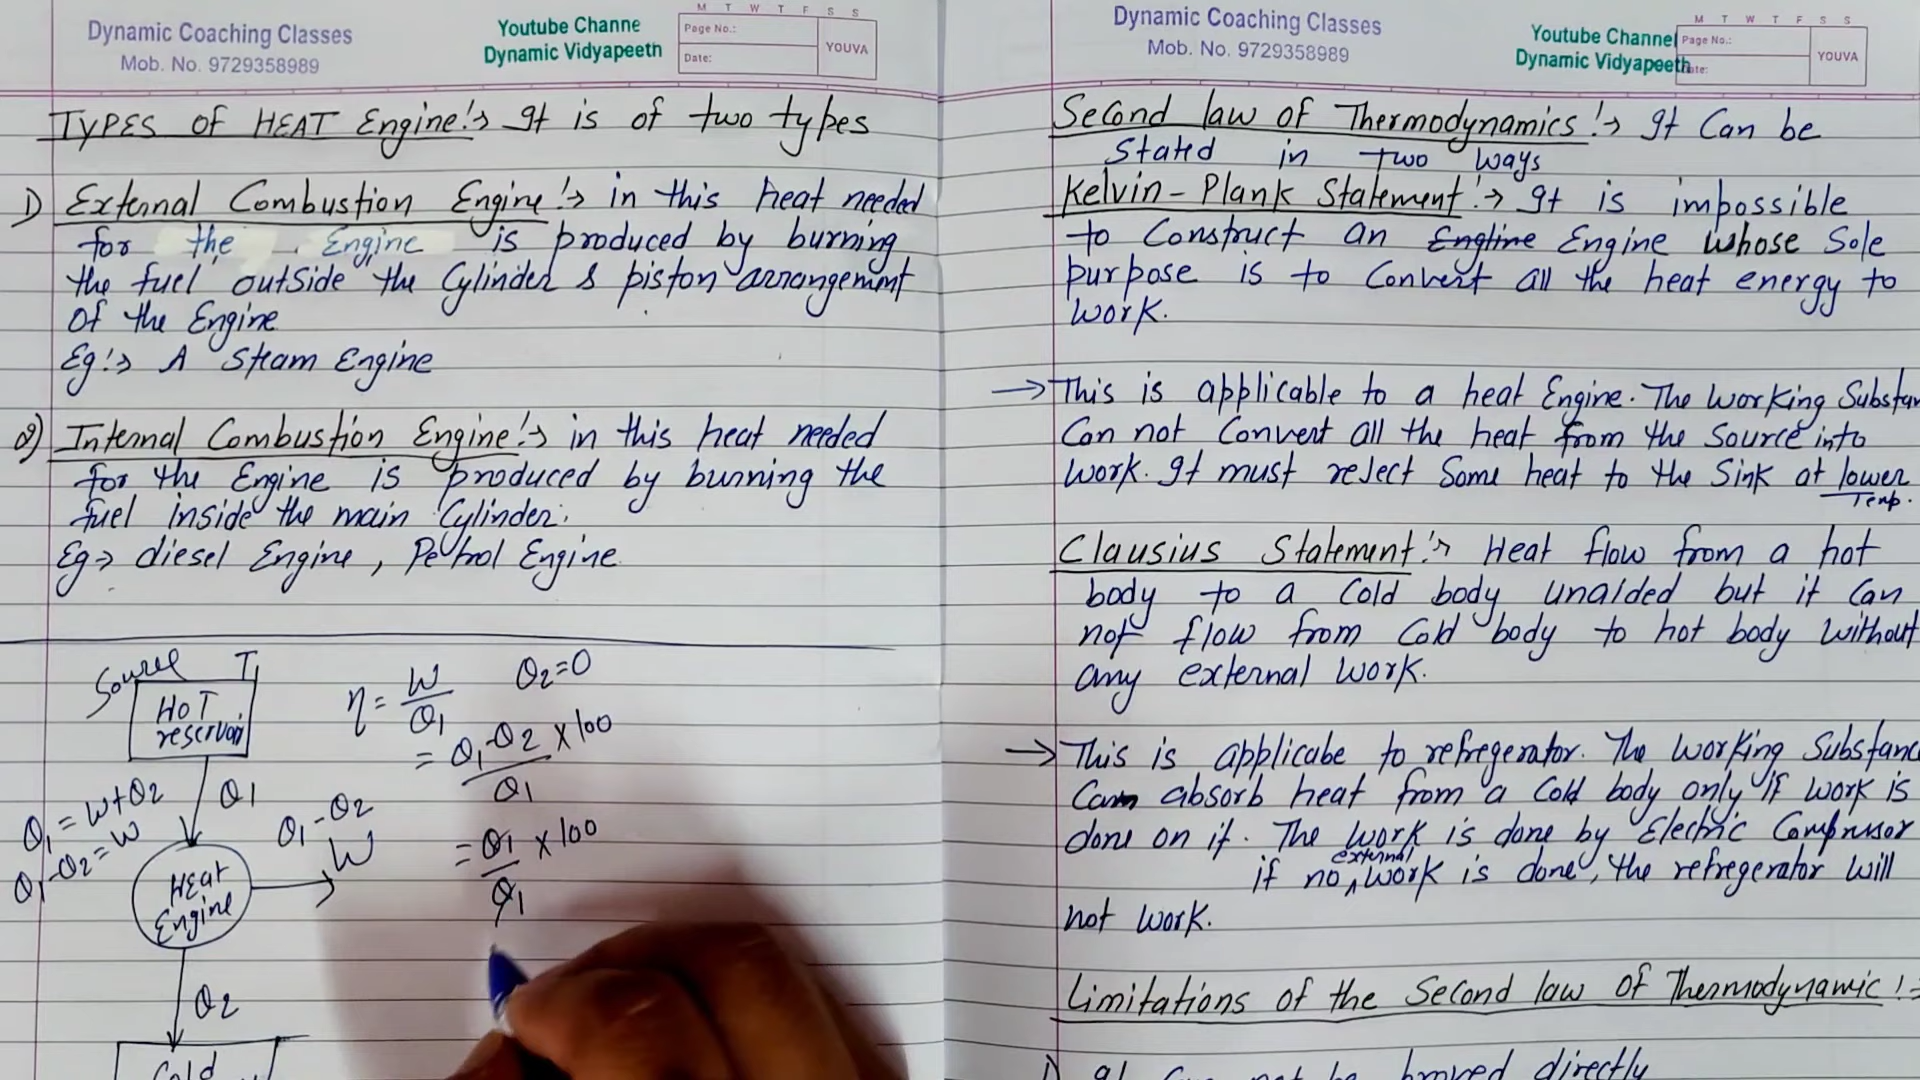 Dynamic Coaching Classes
Mob. No. 9729358989
Youtube Channe
Dynamic Vidyapeeth
M T W T F S S
Page No.:
Date:
YOUVA
TYPES of HEAT Engine:→ It is of two types
1) External Combustion Engine:→ in this heat needed
for the Engine is produced by burning
the fuel outside the Cylinder & piston arrangement
Of the Engine
Eg:→ A Steam Engine
2) Internal Combustion Engine:→ in this heat needed
for the Engine is produced by burning the
fuel inside the main Cylinder.
Eg→ diesel Engine, Petrol Engine
Source T1
HOT
reservoir
Q1
Q1 = W+Q2
Q1-Q2=W
Q1-Q2
W
HEat
Engine
Q2
Cold
η = W/Q1 Q2=0
= Q1-Q2/Q1 x100
= Q1/Q1 x100
Dynamic Coaching Classes
Mob. No. 9729358989
Youtube Channel
Dynamic Vidyapeeth
M T W T F S S
Page No.:
ate:
YOUVA
Second law of Thermodynamics:→ It Can be
Stated in two ways
Kelvin-Plank Statement:→ It is impossible
to Construct an Engtine Engine whose Sole
purpose is to Convert all the heat energy to
work.
→ This is applicable to a heat Engine. The working Substan
Can not Convert all the heat from the Source into
work. It must reject Some heat to the Sink at lower
Temp.
Clausius Statement:→ Heat flow from a hot
body to a Cold body unaided but it Can
not flow from Cold body to hot body without
any external work.
→ This is applicabe to refregerator. The working Substance
Can absorb heat from a Cold body only if work is
done on it. The work is done by Electric Compressor
if no external work is done, the refregerator will
not work.
Limitations of the Second law of Thermodynamic:→
1) It Can not be proved directly